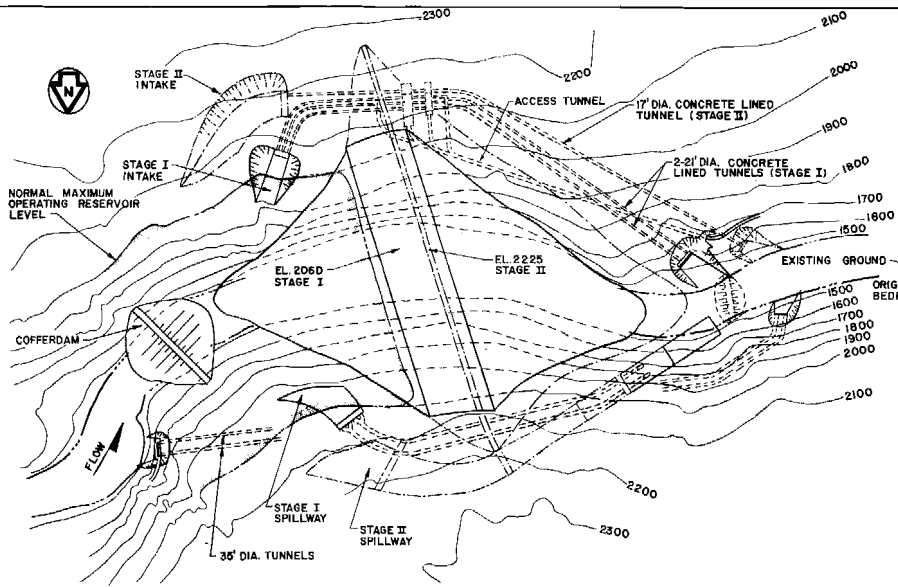 2300
2100
STAGE II
INTAKE
2200
2000
N
ACCESS TUNNEL
17' DIA. CONCRETE LINED
TUNNEL (STAGE II)
1900
STAGE I
INTAKE
2-21' DIA. CONCRETE
LINED TUNNELS (STAGE I)
1800
NORMAL MAXIMUM
OPERATING RESERVOIR
LEVEL
1700
1600
1500
EL. 2060
STAGE I
EL. 2225
STAGE II
EXISTING GROUND
ORIG
BEDR
COFFERDAM
1500
1600
1700
1800
1900
2000
2100
FLOW
STAGE I
SPILLWAY
STAGE II
SPILLWAY
35' DIA. TUNNELS
2200
2300